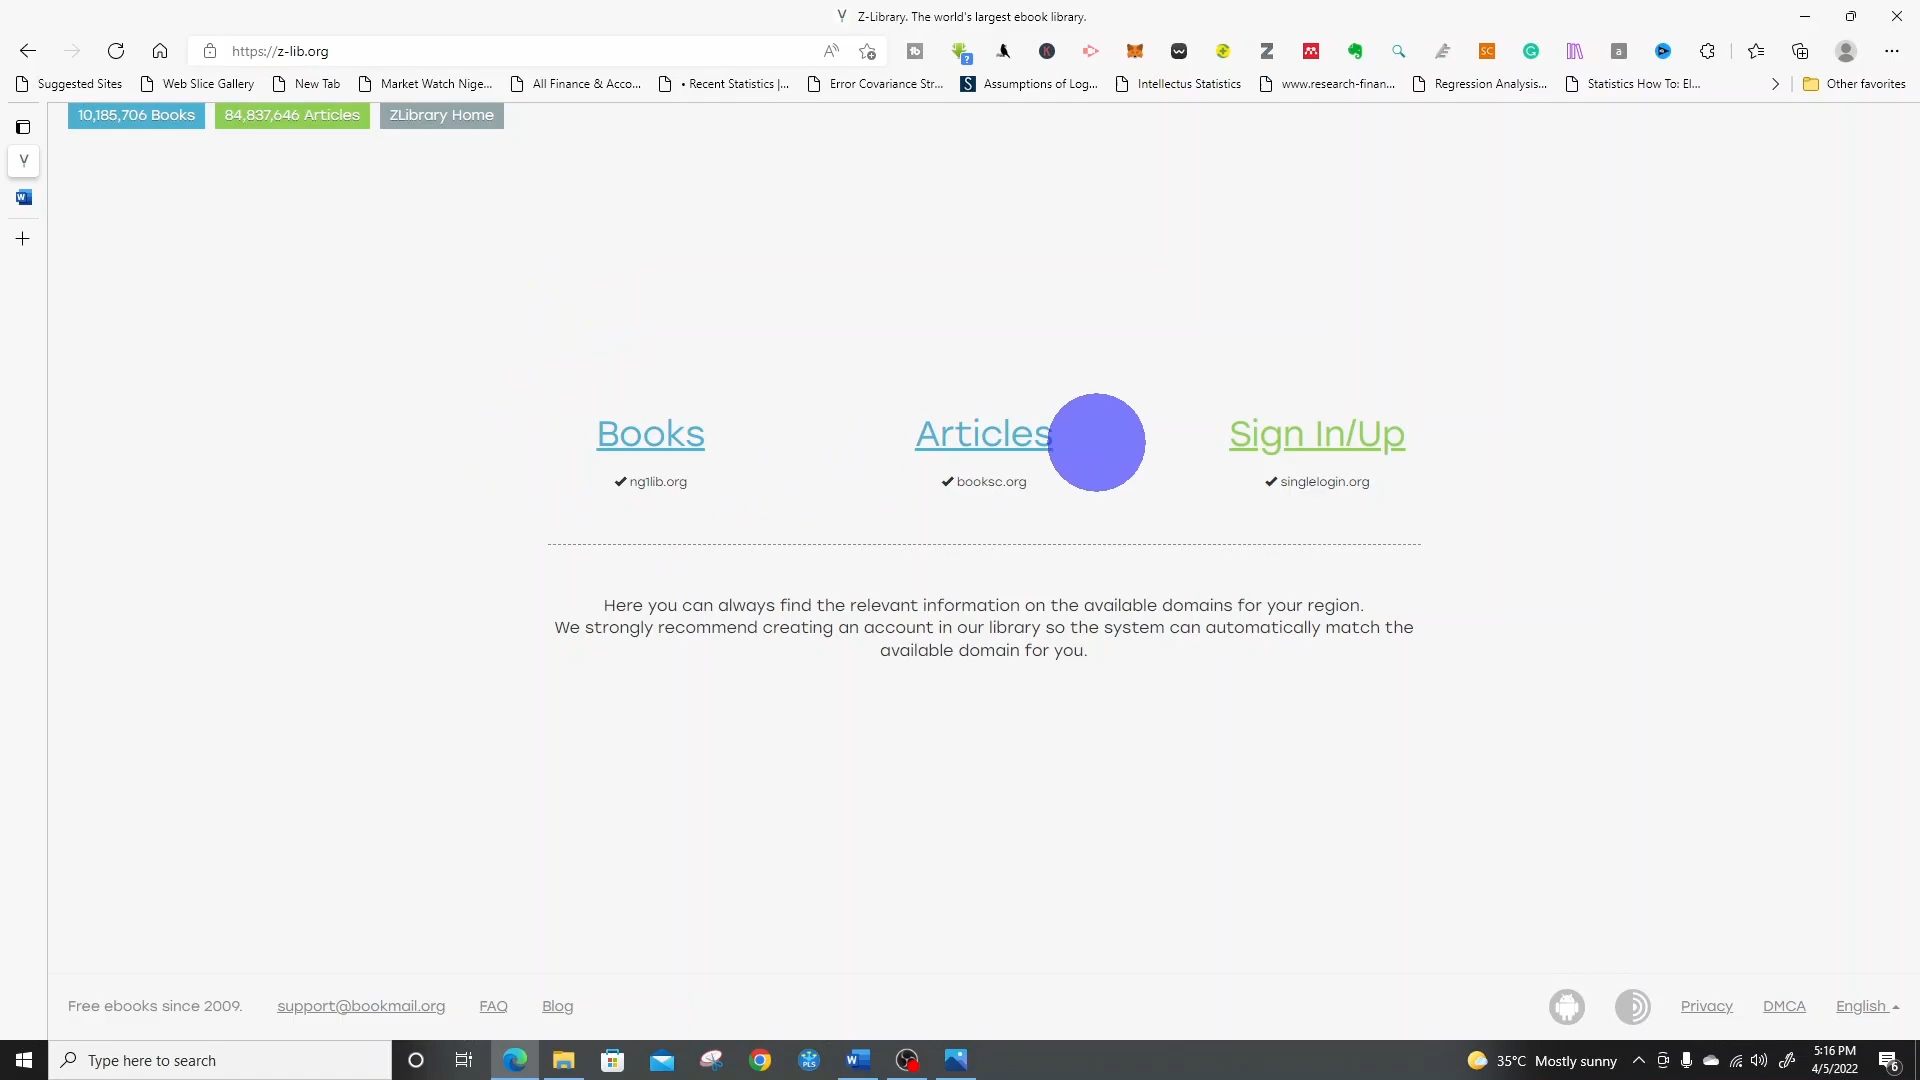 Z-Library. The world's largest ebook library.
https://z-lib.org
Suggested Sites
Web Slice Gallery
New Tab
Market Watch Nige...
All Finance & Acco...
• Recent Statistics |...
Error Covariance Str...
Assumptions of Log...
Intellectus Statistics
www.research-finan...
Regression Analysis...
Statistics How To: El...
Other favorites
10,185,706 Books
84,837,646 Articles
ZLibrary Home
Books
Articles
Sign In/Up
ng1lib.org
booksc.org
singlelogin.org
Here you can always find the relevant information on the available domains for your region.
We strongly recommend creating an account in our library so the system can automatically match the
available domain for you.
Free ebooks since 2009.
support@bookmail.org
FAQ
Blog
Privacy
DMCA
English
Type here to search
35°C Mostly sunny
5:16 PM
4/5/2022
6